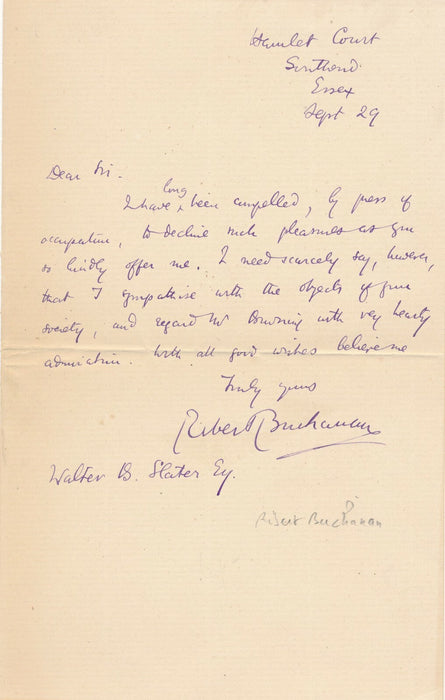 Hamlet Court
Southend
Essex
Sept 29
Dear Sir.
long
I have ^ been compelled, by press of
occupation, to decline such pleasures as you
so kindly offer me. I need scarcely say, however,
that I sympathise with the objects of your
society, and regard Mr Browning with very hearty
admiration. With all good wishes believe me
Truly yours
Robert Buchanan
Walter B. Slater Esq.
Robert Buchanan